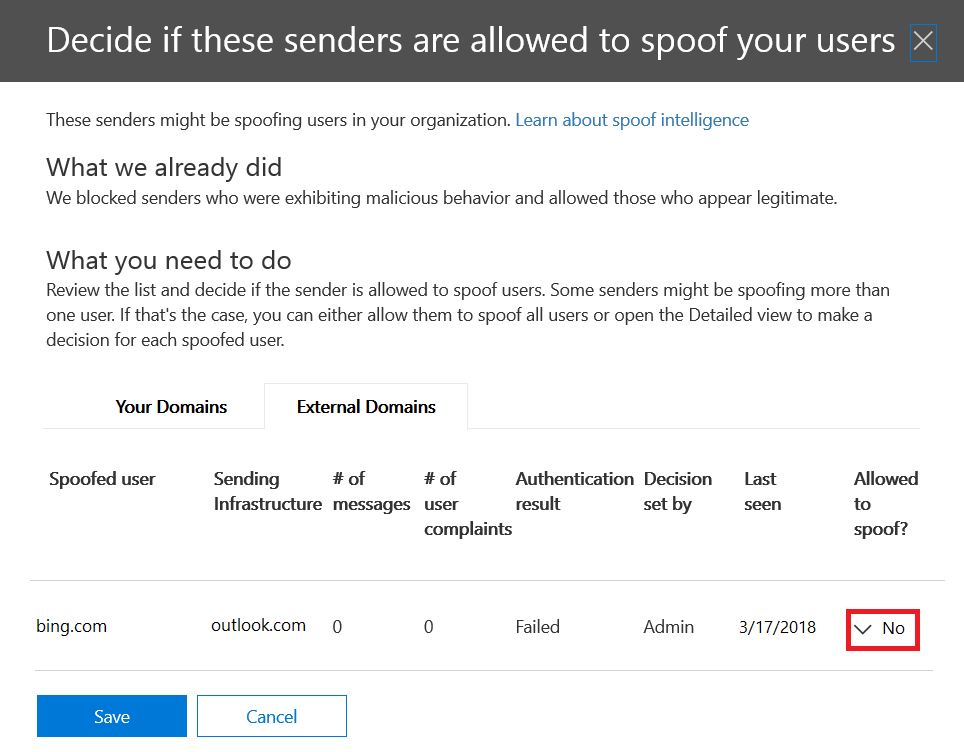 Decide if these senders are allowed to spoof your users
These senders might be spoofing users in your organization. Learn about spoof intelligence
What we already did
We blocked senders who were exhibiting malicious behavior and allowed those who appear legitimate.
What you need to do
Review the list and decide if the sender is allowed to spoof users. Some senders might be spoofing more than
one user. If that's the case, you can either allow them to spoof all users or open the Detailed view to make a
decision for each spoofed user.
Your Domains External Domains
Spoofed user Sending # of # of Authentication Decision Last Allowed
Infrastructure messages user result set by seen to
complaints spoof?
bing.com outlook.com 0 0 Failed Admin 3/17/2018 No
Save Cancel